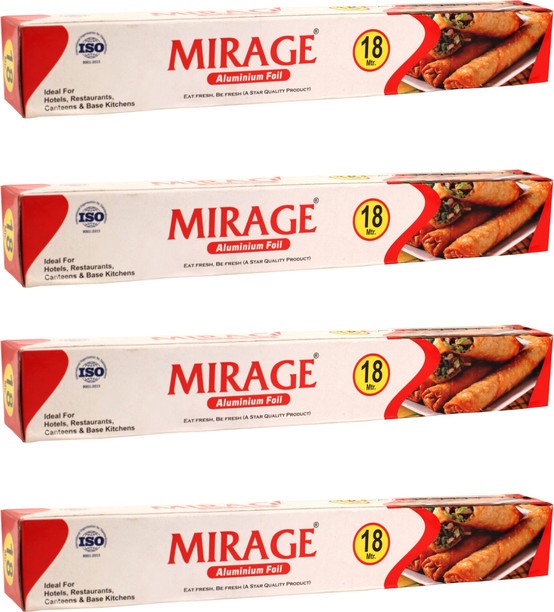 ISO
MIRAGE®
Aluminium Foil
EAT FRESH, BE FRESH (A STAR QUALITY PRODUCT)
18
Mtr.
Ideal For
Hotels, Restaurants,
Canteens & Base Kitchens
18
ISO
MIRAGE®
Aluminium Foil
EAT FRESH, BE FRESH (A STAR QUALITY PRODUCT)
18
Mtr.
Ideal For
Hotels, Restaurants,
Canteens & Base Kitchens
18
ISO
MIRAGE®
Aluminium Foil
EAT FRESH, BE FRESH (A STAR QUALITY PRODUCT)
18
Mtr.
Ideal For
Hotels, Restaurants,
Canteens & Base Kitchens
18
ISO
MIRAGE®
Aluminium Foil
EAT FRESH, BE FRESH (A STAR QUALITY PRODUCT)
18
Mtr.
Ideal For
Hotels, Restaurants,
Canteens & Base Kitchens
18